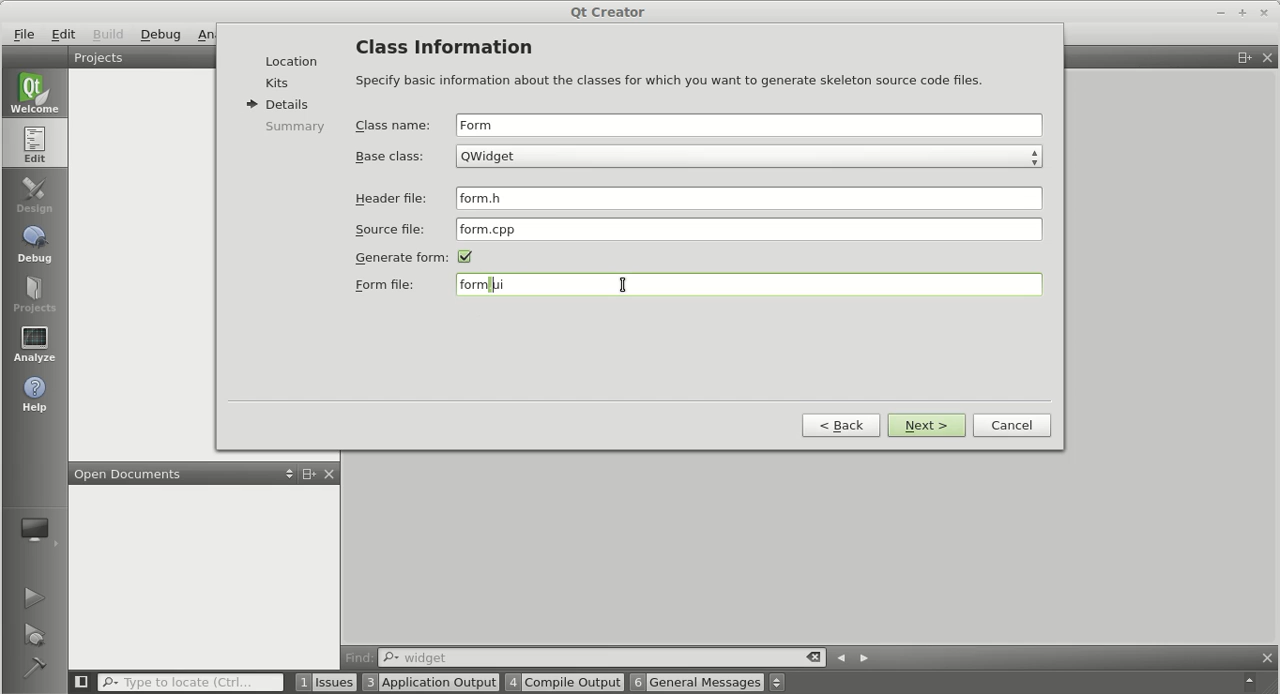 Qt Creator
File Edit Build Debug An
Projects
Qt
Welcome
Edit
Design
Debug
Projects
Analyze
Help
Location
Kits
Details
Summary
Class Information
Specify basic information about the classes for which you want to generate skeleton source code files.
Class name: Form
Base class: QWidget
Header file: form.h
Source file: form.cpp
Generate form:
Form file: form.ui
< Back Next > Cancel
Open Documents
Find: widget
Type to locate (Ctrl... 1 Issues 3 Application Output 4 Compile Output 6 General Messages